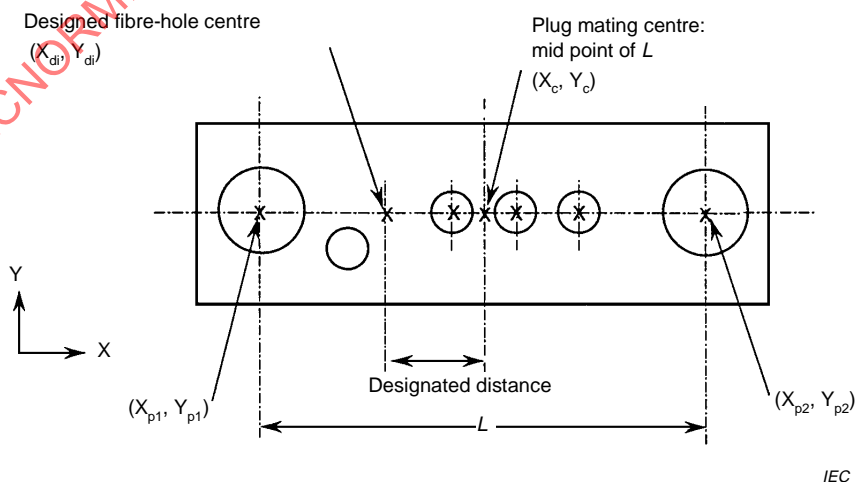 Designed fibre-hole centre
(X_di, Y_di)
Plug mating centre:
mid point of L
(X_c, Y_c)
x x x x x x x
Y
X
Designated distance
(X_p1, Y_p1)
(X_p2, Y_p2)
L
IEC